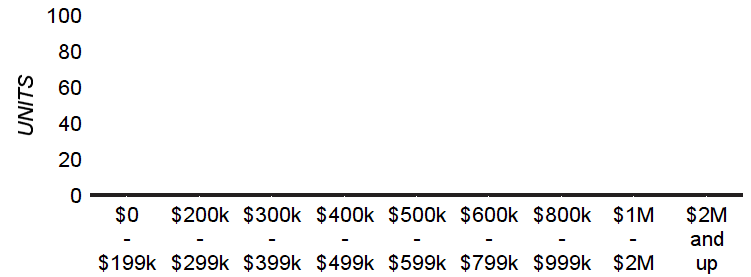 100
80
60
40
20
0
UNITS
$0 $200k $300k $400k $500k $600k $800k $1M $2M
- - - - - - - - and
$199k $299k $399k $499k $599k $799k $999k $2M up